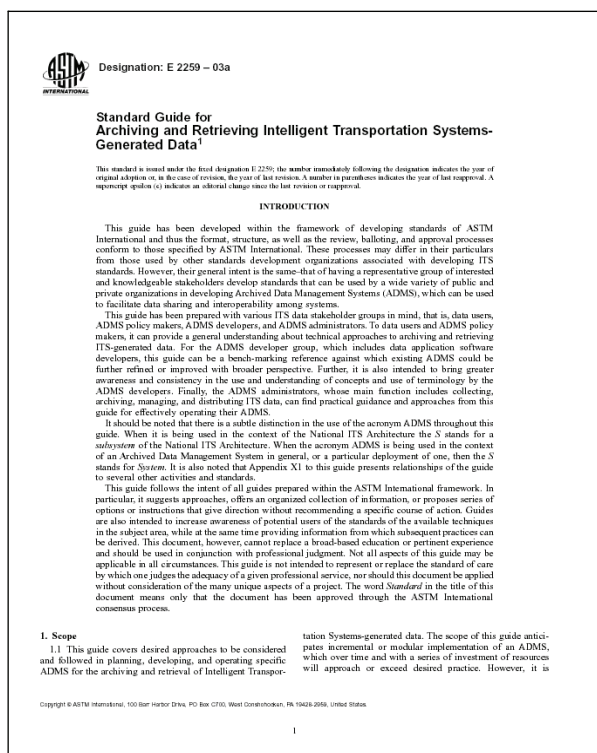 ASTM
INTERNATIONAL
Designation: E 2259 – 03a
Standard Guide for
Archiving and Retrieving Intelligent Transportation Systems-
Generated Data1
This standard is issued under the fixed designation E 2259; the number immediately following the designation indicates the year of
original adoption or, in the case of revision, the year of last revision. A number in parentheses indicates the year of last reapproval. A
superscript epsilon (ε) indicates an editorial change since the last revision or reapproval.
INTRODUCTION
This guide has been developed within the framework of developing standards of ASTM
International and thus the format, structure, as well as the review, balloting, and approval processes
conform to those specified by ASTM International. These processes may differ in their particulars
from those used by other standards development organizations associated with developing ITS
standards. However, their general intent is the same–that of having a representative group of interested
and knowledgeable stakeholders develop standards that can be used by a wide variety of public and
private organizations in developing Archived Data Management Systems (ADMS), which can be used
to facilitate data sharing and interoperability among systems.
This guide has been prepared with various ITS data stakeholder groups in mind, that is, data users,
ADMS policy makers, ADMS developers, and ADMS administrators. To data users and ADMS policy
makers, it can provide a general understanding about technical approaches to archiving and retrieving
ITS-generated data. For the ADMS developer group, which includes data application software
developers, this guide can be a bench-marking reference against which existing ADMS could be
further refined or improved with broader perspective. Further, it is also intended to bring greater
awareness and consistency in the use and understanding of concepts and use of terminology by the
ADMS developers. Finally, the ADMS administrators, whose main function includes collecting,
archiving, managing, and distributing ITS data, can find practical guidance and approaches from this
guide for effectively operating their ADMS.
It should be noted that there is a subtle distinction in the use of the acronym ADMS throughout this
guide. When it is being used in the context of the National ITS Architecture the S stands for a
subsystem of the National ITS Architecture. When the acronym ADMS is being used in the context
of an Archived Data Management System in general, or a particular deployment of one, then the S
stands for System. It is also noted that Appendix X1 to this guide presents relationships of the guide
to several other activities and standards.
This guide follows the intent of all guides prepared within the ASTM International framework. In
particular, it suggests approaches, offers an organized collection of information, or proposes series of
options or instructions that give direction without recommending a specific course of action. Guides
are also intended to increase awareness of potential users of the standards of the available techniques
in the subject area, while at the same time providing information from which subsequent practices can
be derived. This document, however, cannot replace a broad-based education or pertinent experience
and should be used in conjunction with professional judgment. Not all aspects of this guide may be
applicable in all circumstances. This guide is not intended to represent or replace the standard of care
by which one judges the adequacy of a given professional service, nor should this document be applied
without consideration of the many unique aspects of a project. The word Standard in the title of this
document means only that the document has been approved through the ASTM International
consensus process.
1. Scope
1.1 This guide covers desired approaches to be considered
and followed in planning, developing, and operating specific
ADMS for the archiving and retrieval of Intelligent Transpor-
tation Systems-generated data. The scope of this guide antici-
pates incremental or modular implementation of an ADMS,
which over time and with a series of investment of resources
will approach or exceed desired practice. However, it is
Copyright © ASTM International, 100 Barr Harbor Drive, PO Box C700, West Conshohocken, PA 19428-2959, United States.
1